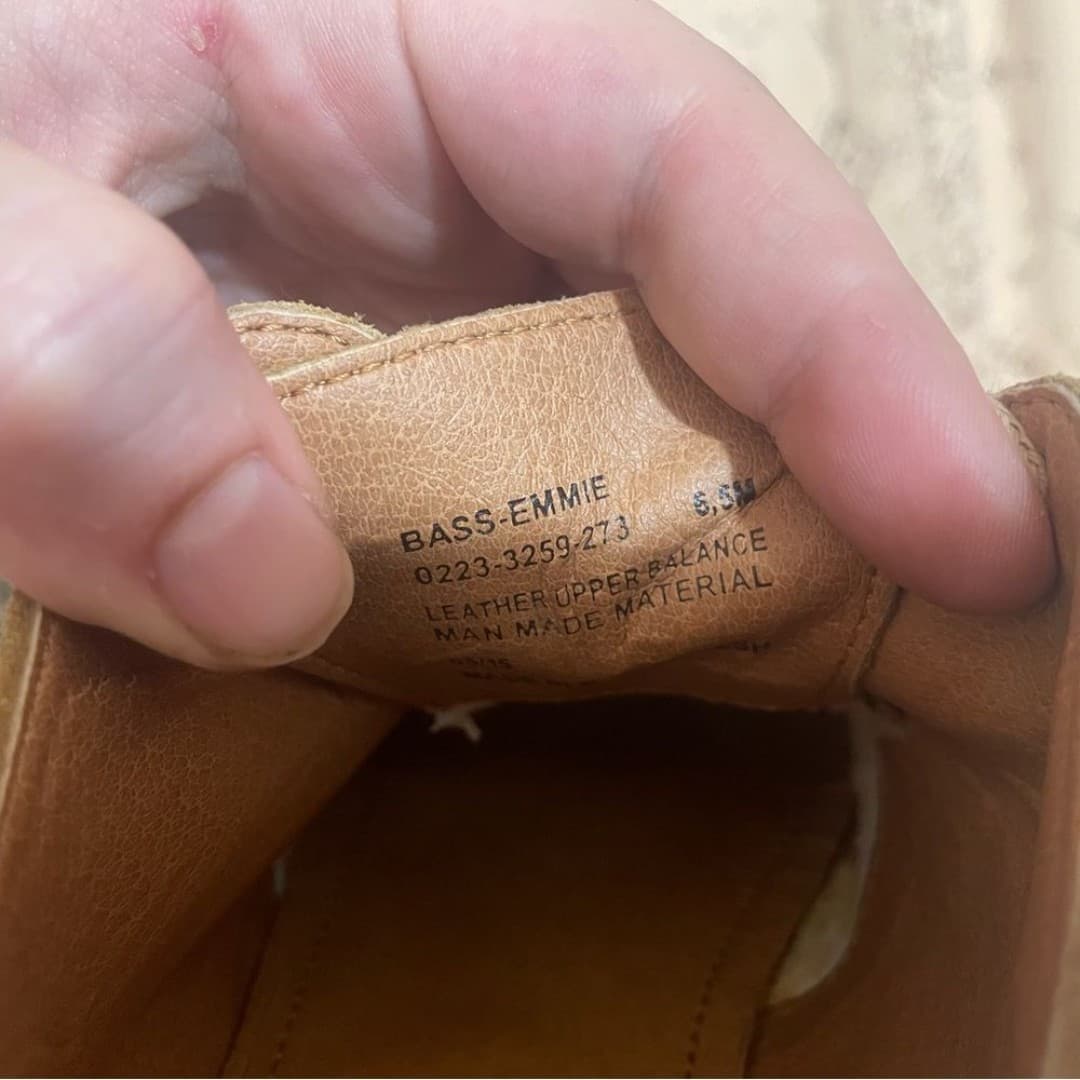 BASS-EMMIE
0223-3259-273 6,5M
LEATHER UPPER BALANCE
MAN MADE MATERIAL